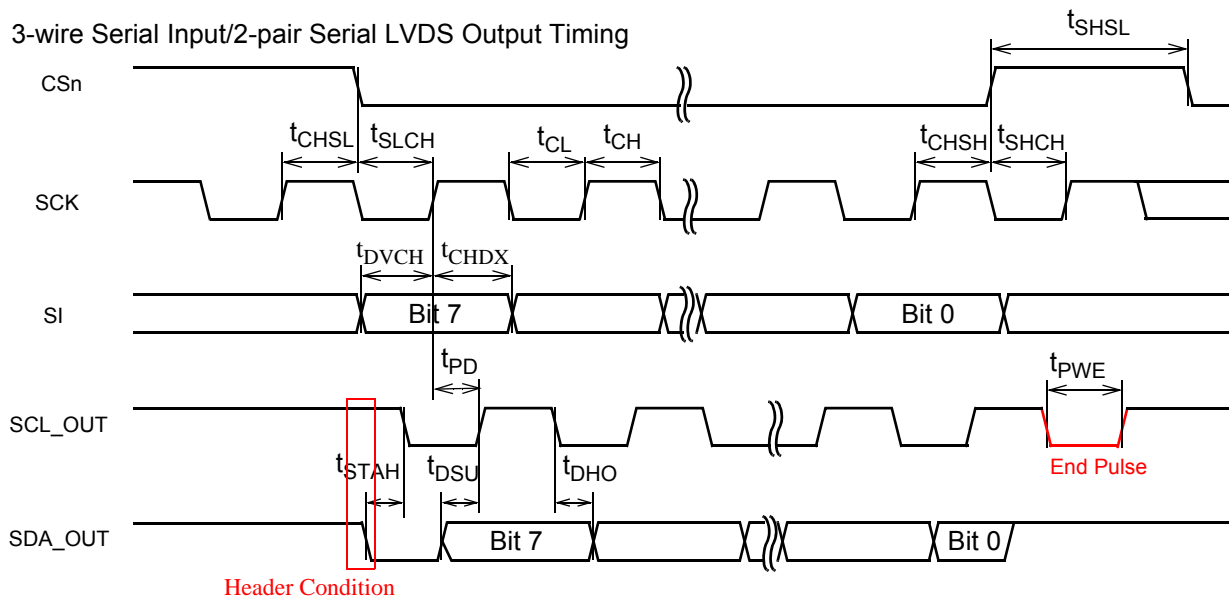 3-wire Serial Input/2-pair Serial LVDS Output Timing
tSHSL
CSn
tCHSL tSLCH tCL tCH tCHSH tSHCH
SCK
tDVCH tCHDX
SI Bit 7 Bit 0
tPD tPWE
SCL_OUT
End Pulse
tSTAH tDSU tDHO
SDA_OUT Bit 7 Bit 0
Header Condition